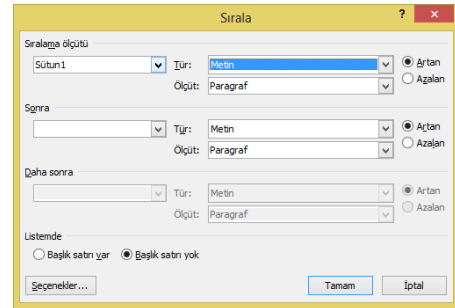 Sırala ? x
Sıralama ölçütü
Sütun1 Tür: Metin Artan
Ölçüt: Paragraf Azalan
Sonra
Tür: Metin Artan
Ölçüt: Paragraf Azalan
Daha sonra
Tür: Metin Artan
Ölçüt: Paragraf Azalan
Listemde
Başlık satırı var Başlık satırı yok
Seçenekler... Tamam İptal